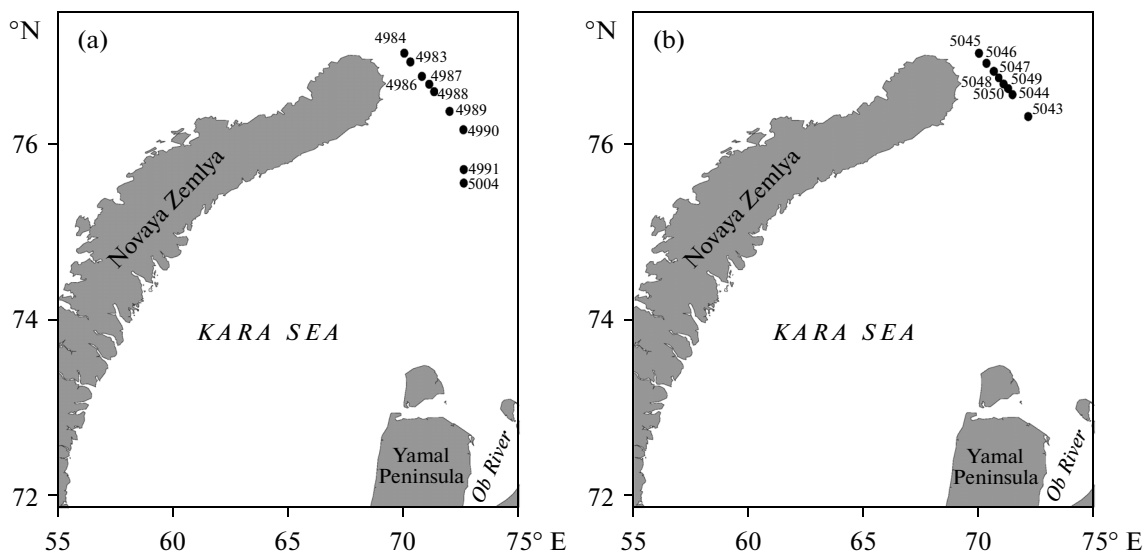 °N
(a)
4984
4983
4987
4986
4988
4989
4990
4991
5004
76
Novaya Zemlya
74
KARA SEA
Yamal
Peninsula
Ob River
72
55
60
65
70
75° E
°N
(b)
5045
5046
5047
5048
5049
5050
5044
5043
76
Novaya Zemlya
74
KARA SEA
Yamal
Peninsula
Ob River
72
55
60
65
70
75° E